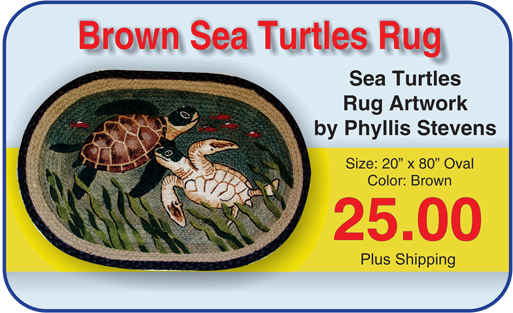 Brown Sea Turtles Rug
Sea Turtles
Rug Artwork
by Phyllis Stevens
Size: 20” x 80” Oval
Color: Brown
25.00
Plus Shipping